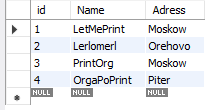 id Name Adress
1 LetMePrint Moskow
2 Lerlomerl Orehovo
3 PrintOrg Moskow
4 OrgaPoPrint Piter
NULL NULL NULL